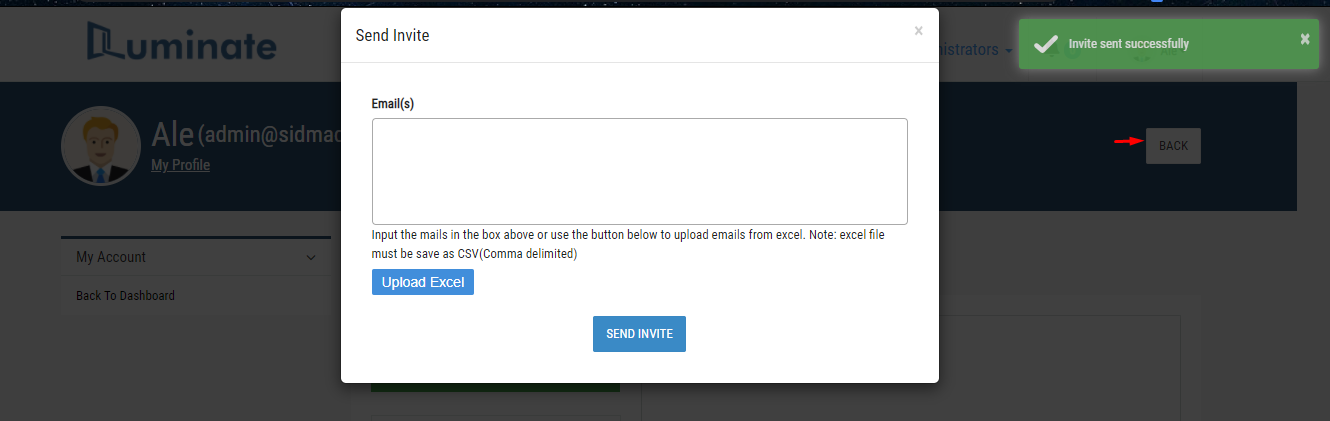 Send Invite
×
Luminate
nistrators
Invite sent successfully
×
Ale (admin@sidmac
My Profile
BACK
Email(s)
Input the mails in the box above or use the button below to upload emails from excel. Note: excel file
must be save as CSV(Comma delimited)
Upload Excel
SEND INVITE
My Account
Back To Dashboard